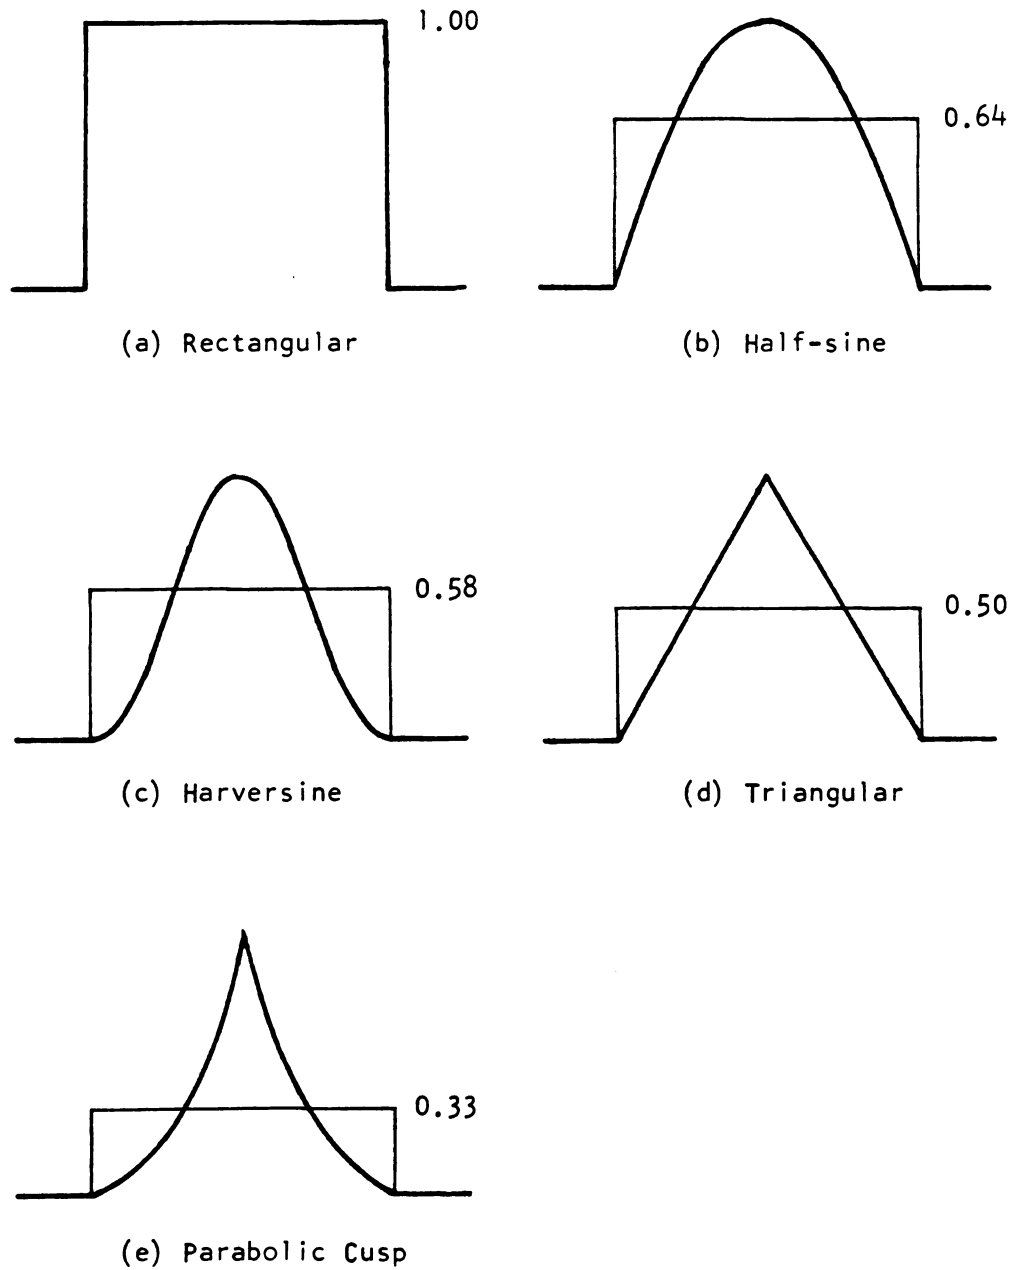 1.00
0.64
(a) Rectangular
(b) Half-sine
0.58
0.50
(c) Harversine
(d) Triangular
0.33
(e) Parabolic Cusp